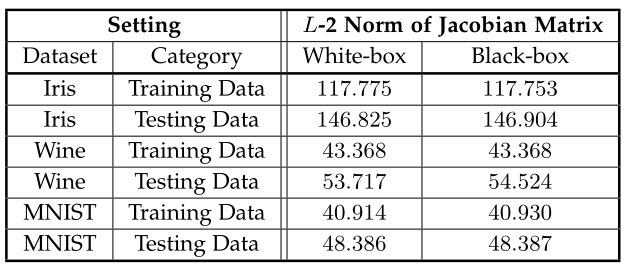 Setting L-2 Norm of Jacobian Matrix
Dataset Category White-box Black-box
Iris Training Data 117.775 117.753
Iris Testing Data 146.825 146.904
Wine Training Data 43.368 43.368
Wine Testing Data 53.717 54.524
MNIST Training Data 40.914 40.930
MNIST Testing Data 48.386 48.387